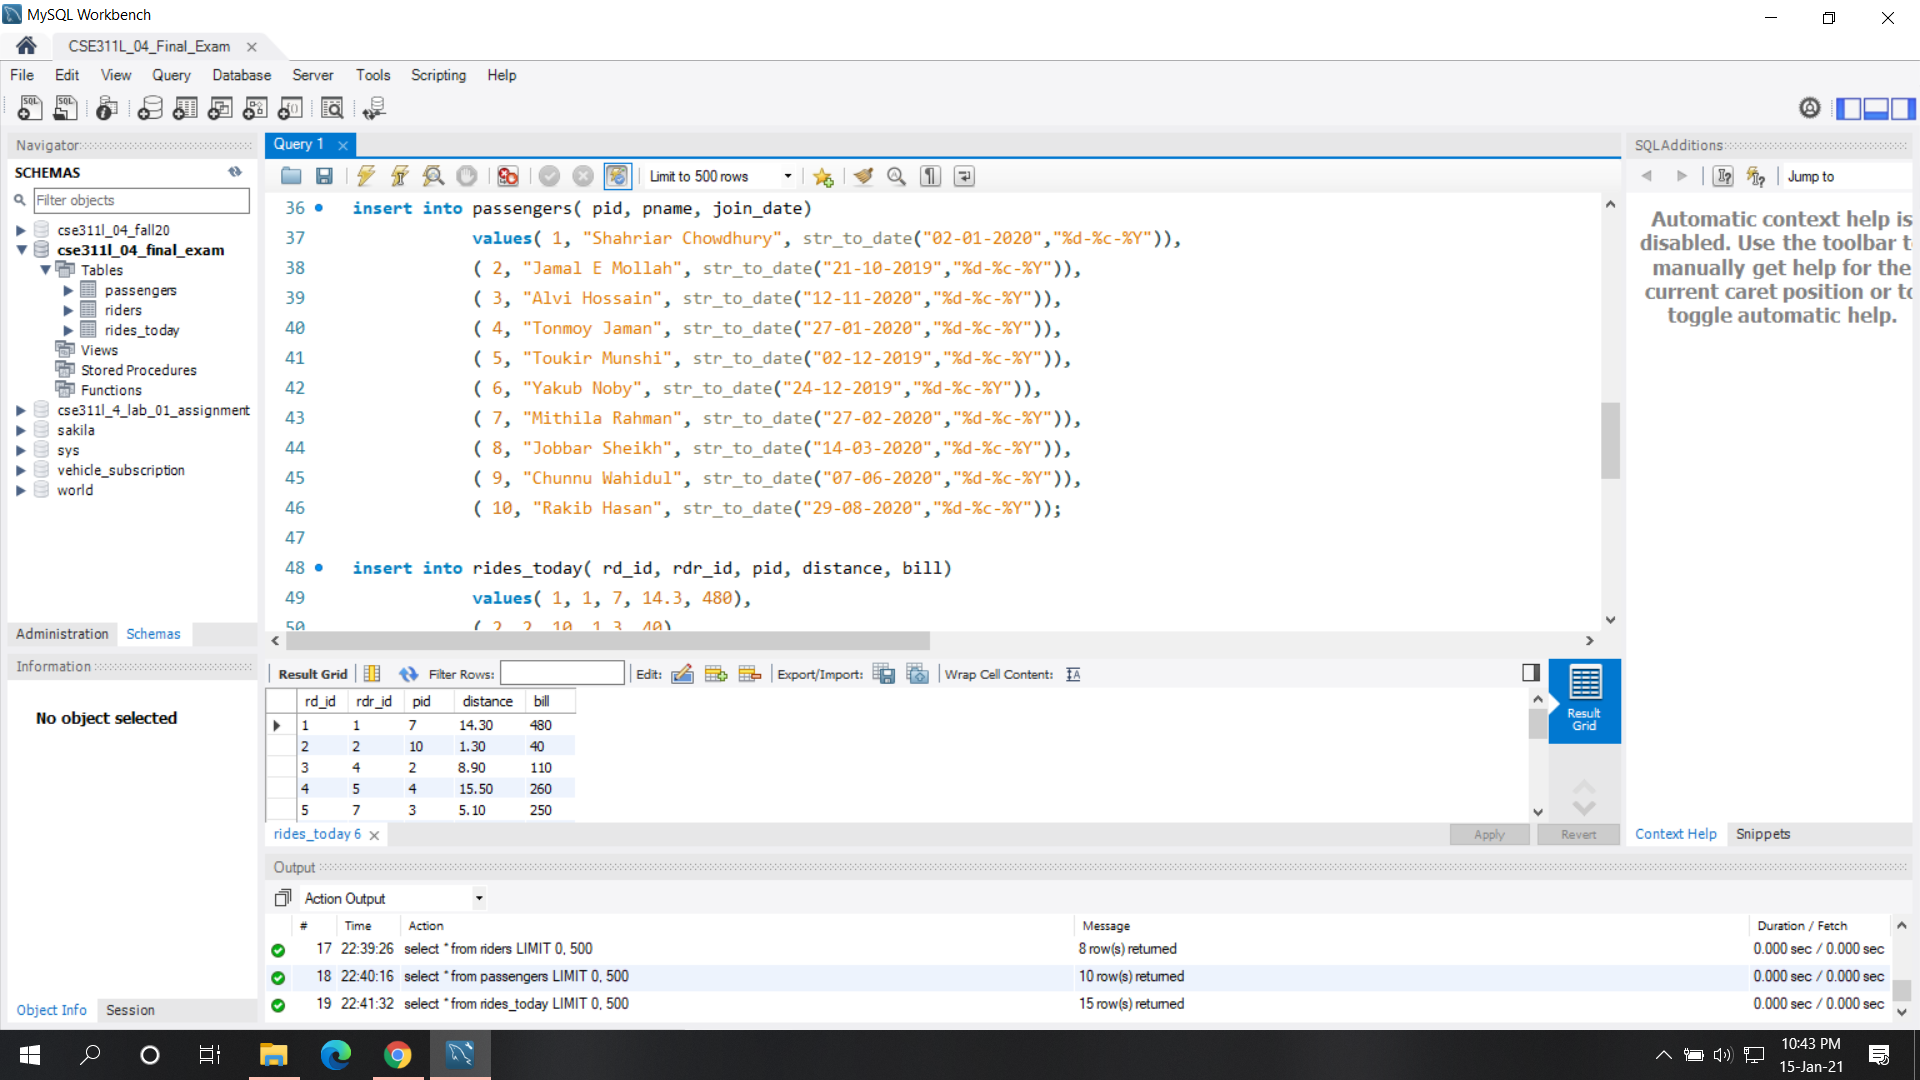 MySQL Workbench
CSE311L_04_Final_Exam
File Edit View Query Database Server Tools Scripting Help
Navigator
SCHEMAS
Filter objects
cse311l_04_fall20
cse311l_04_final_exam
Tables
passengers
riders
rides_today
Views
Stored Procedures
Functions
cse311l_4_lab_01_assignment
sakila
sys
vehicle_subscription
world
Administration Schemas
Information
No object selected
Object Info Session
Query 1
Limit to 500 rows
36 insert into passengers( pid, pname, join_date)
37 values( 1, "Shahriar Chowdhury", str_to_date("02-01-2020","%d-%c-%Y")),
38 ( 2, "Jamal E Mollah", str_to_date("21-10-2019","%d-%c-%Y")),
39 ( 3, "Alvi Hossain", str_to_date("12-11-2020","%d-%c-%Y")),
40 ( 4, "Tonmoy Jaman", str_to_date("27-01-2020","%d-%c-%Y")),
41 ( 5, "Toukir Munshi", str_to_date("02-12-2019","%d-%c-%Y")),
42 ( 6, "Yakub Noby", str_to_date("24-12-2019","%d-%c-%Y")),
43 ( 7, "Mithila Rahman", str_to_date("27-02-2020","%d-%c-%Y")),
44 ( 8, "Jobbar Sheikh", str_to_date("14-03-2020","%d-%c-%Y")),
45 ( 9, "Chunnu Wahidul", str_to_date("07-06-2020","%d-%c-%Y")),
46 ( 10, "Rakib Hasan", str_to_date("29-08-2020","%d-%c-%Y"));
47
48 insert into rides_today( rd_id, rdr_id, pid, distance, bill)
49 values( 1, 1, 7, 14.3, 480),
50 ( 2, 2, 10, 1.3, 40)
Result Grid Filter Rows: Edit: Export/Import: Wrap Cell Content:
rd_id rdr_id pid distance bill
1 1 7 14.30 480
2 2 10 1.30 40
3 4 2 8.90 110
4 5 4 15.50 260
5 7 3 5.10 250
Result
Grid
rides_today 6
Apply Revert
SQLAdditions
Jump to
Automatic context help is
disabled. Use the toolbar t
manually get help for the
current caret position or to
toggle automatic help.
Context Help Snippets
Output
Action Output
# Time Action Message Duration / Fetch
17 22:39:26 select * from riders LIMIT 0, 500 8 row(s) returned 0.000 sec / 0.000 sec
18 22:40:16 select * from passengers LIMIT 0, 500 10 row(s) returned 0.000 sec / 0.000 sec
19 22:41:32 select * from rides_today LIMIT 0, 500 15 row(s) returned 0.000 sec / 0.000 sec
10:43 PM
15-Jan-21